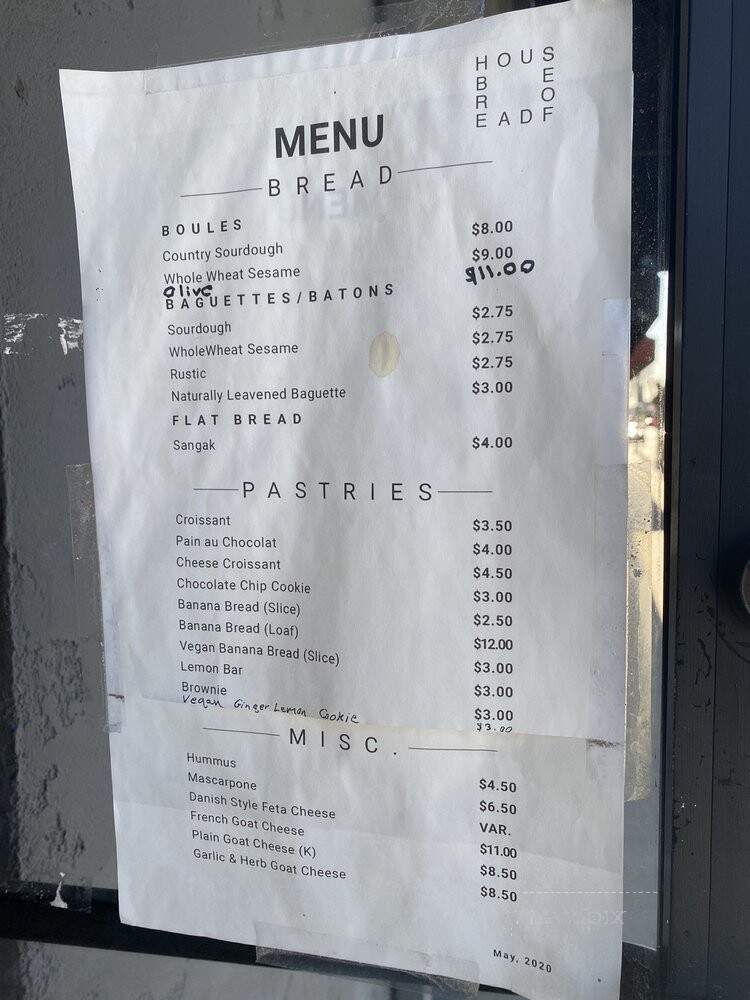 HOUSE OF BREAD
MENU
BREAD
BOULES
Country Sourdough $8.00
Whole Wheat Sesame $9.00
Olive $11.00
BAGUETTES/BATONS
Sourdough $2.75
WholeWheat Sesame $2.75
Rustic $2.75
Naturally Leavened Baguette $3.00
FLAT BREAD
Sangak $4.00
PASTRIES
Croissant $3.50
Pain au Chocolat $4.00
Cheese Croissant $4.50
Chocolate Chip Cookie $3.00
Banana Bread (Slice) $2.50
Banana Bread (Loaf) $12.00
Vegan Banana Bread (Slice) $3.00
Lemon Bar $3.00
Brownie $3.00
Vegan Ginger Lemon Cookie $3.00
MISC.
Hummus $4.50
Mascarpone $6.50
Danish Style Feta Cheese VAR.
French Goat Cheese $11.00
Plain Goat Cheese (K) $8.50
Garlic & Herb Goat Cheese $8.50
May, 2020